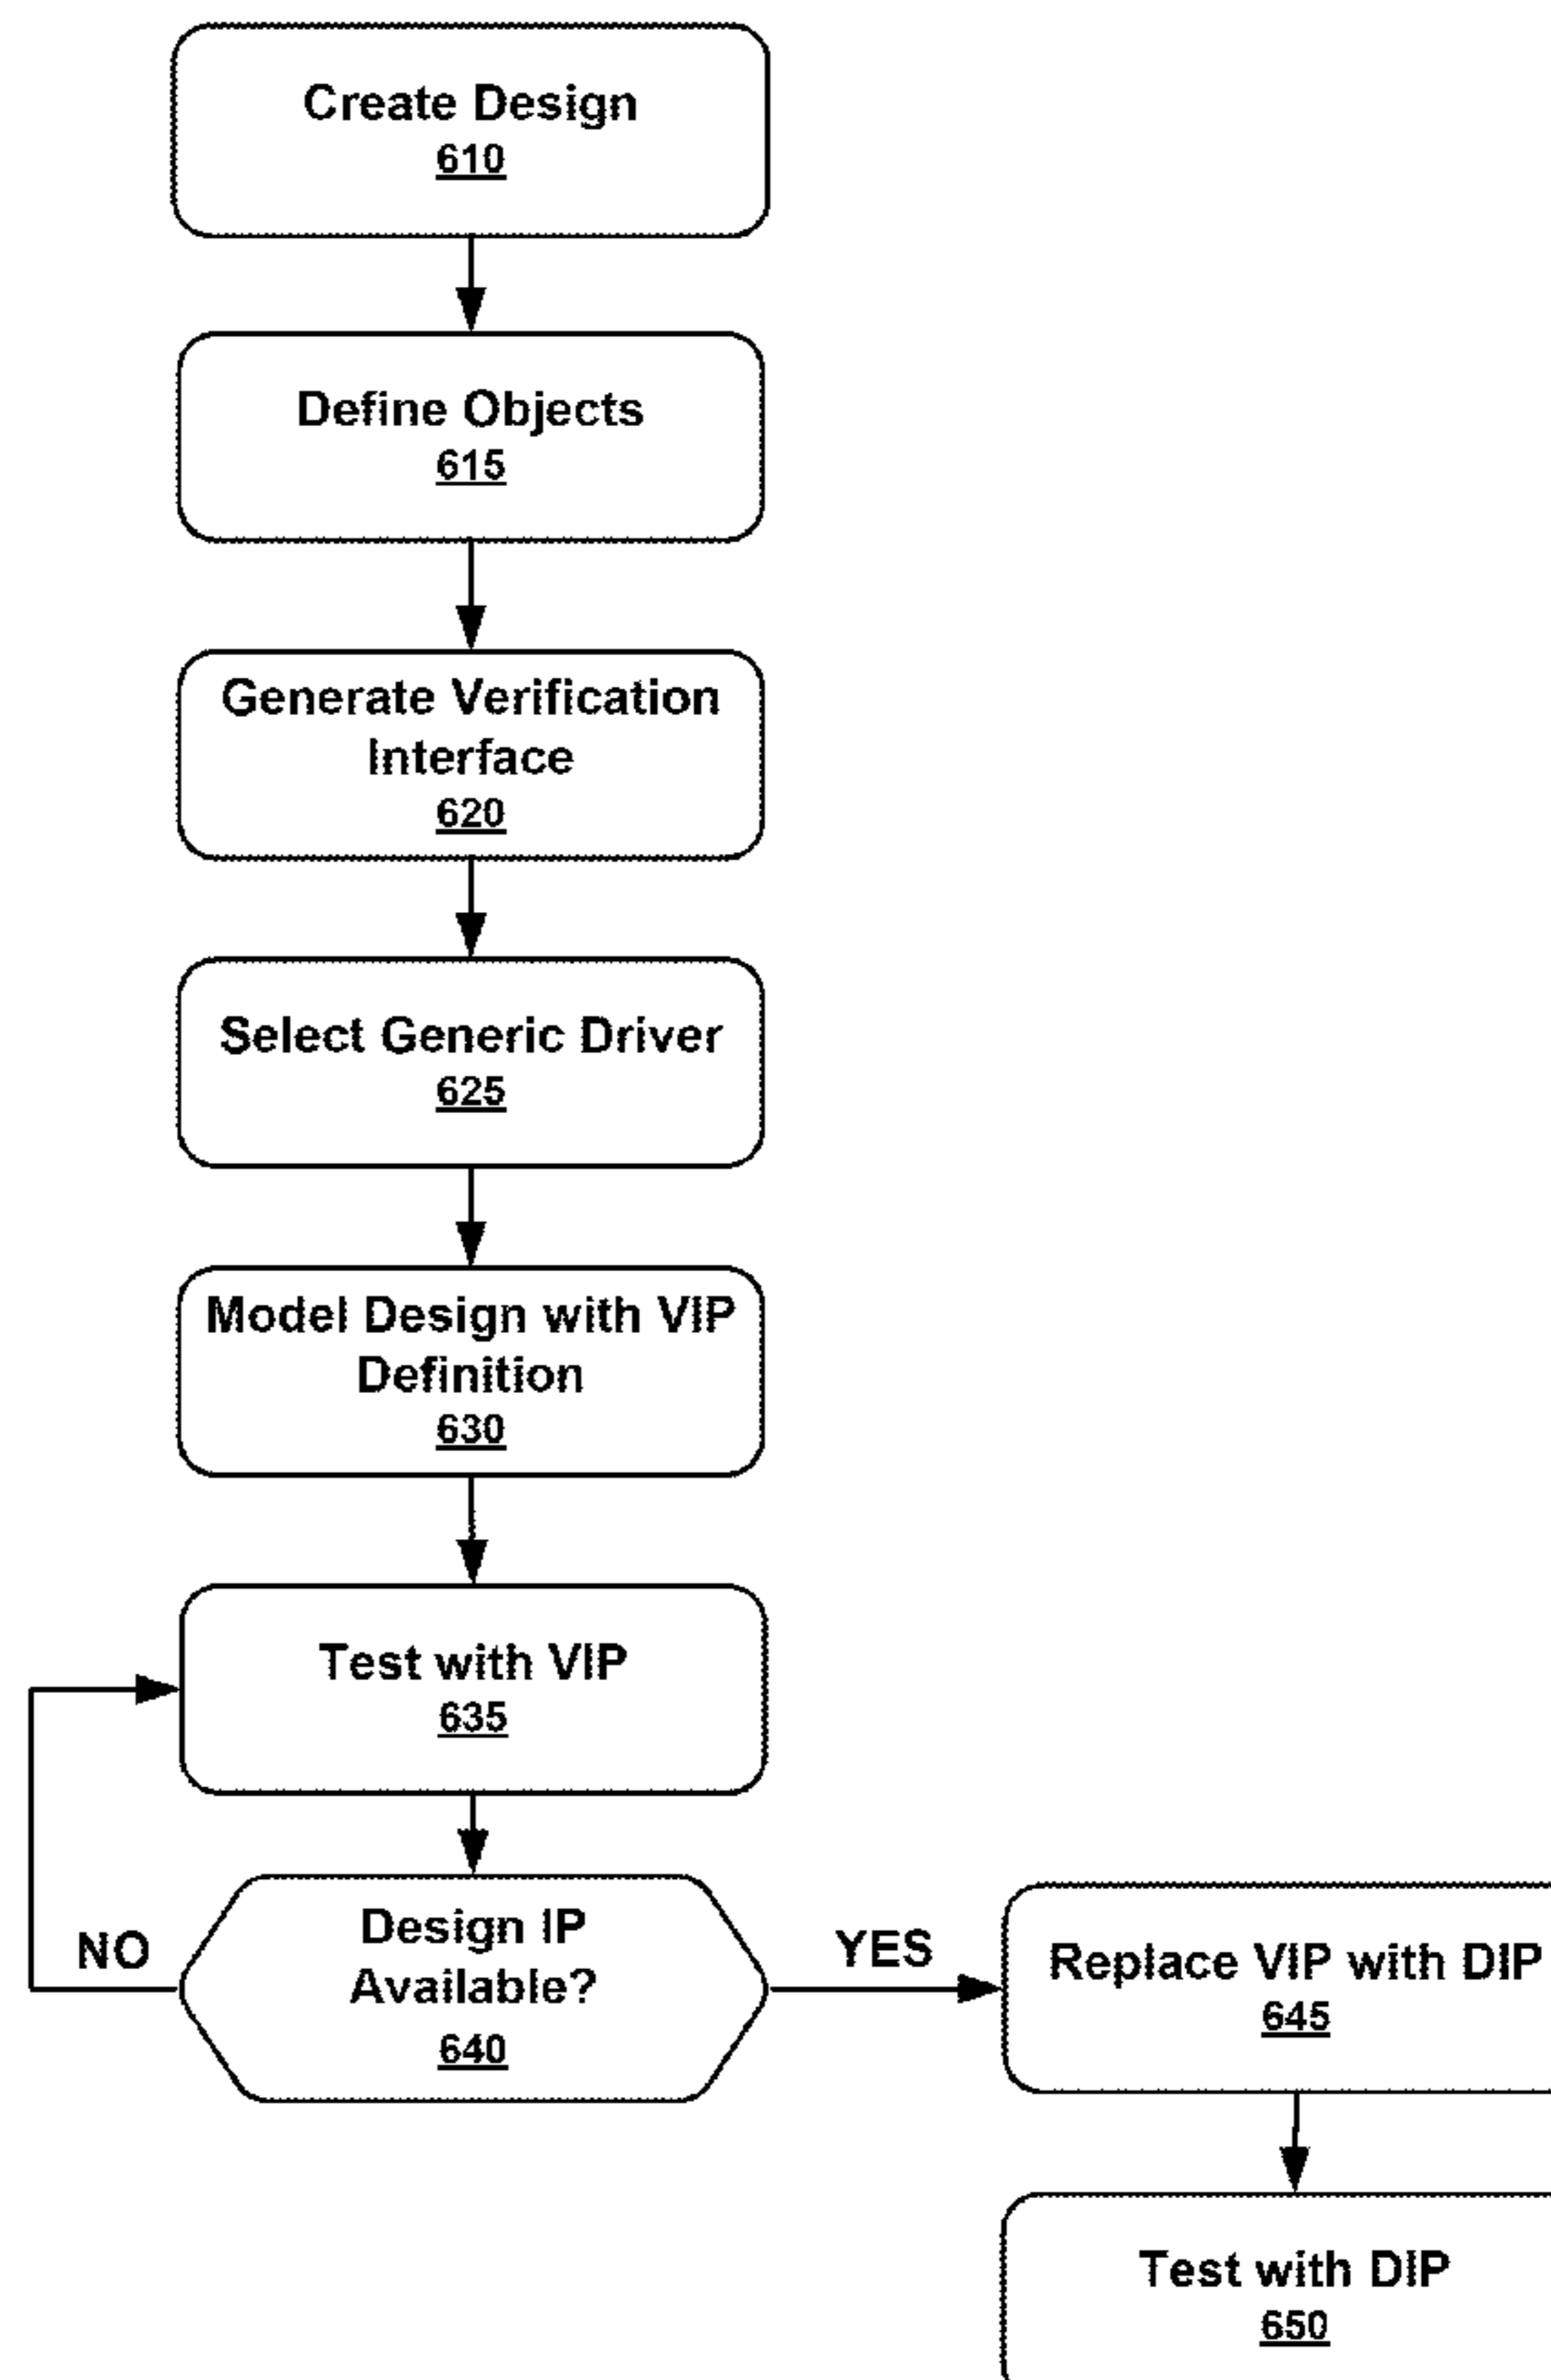 Create Design
610
Define Objects
615
Generate Verification
Interface
620
Select Generic Driver
625
Model Design with VIP
Definition
630
Test with VIP
635
Design IP
Available?
640
NO
YES
Replace VIP with DIP
645
Test with DIP
650